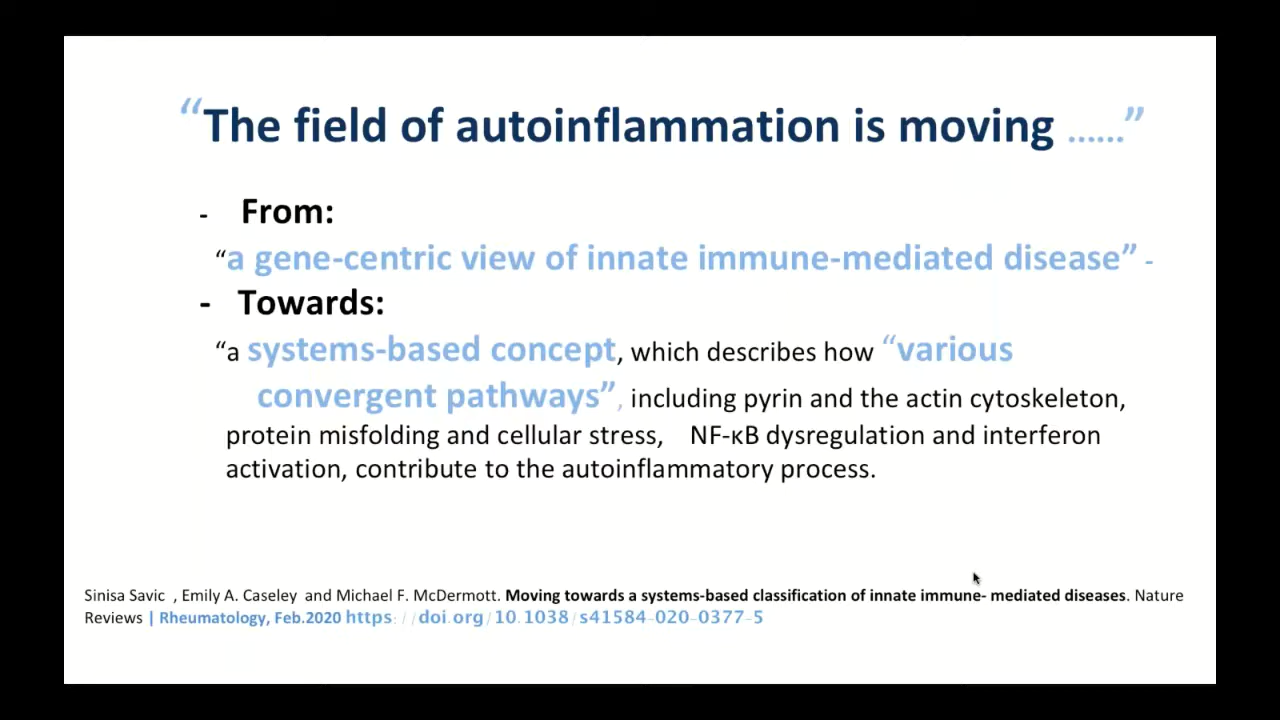 “The field of autoinflammation is moving ……”
- From:
“a gene-centric view of innate immune-mediated disease” -
- Towards:
“a systems-based concept, which describes how “various
convergent pathways”, including pyrin and the actin cytoskeleton,
protein misfolding and cellular stress, NF-κB dysregulation and interferon
activation, contribute to the autoinflammatory process.
Sinisa Savic , Emily A. Caseley and Michael F. McDermott. Moving towards a systems-based classification of innate immune- mediated diseases. Nature
Reviews | Rheumatology, Feb.2020 https://doi.org/10.1038/s41584-020-0377-5